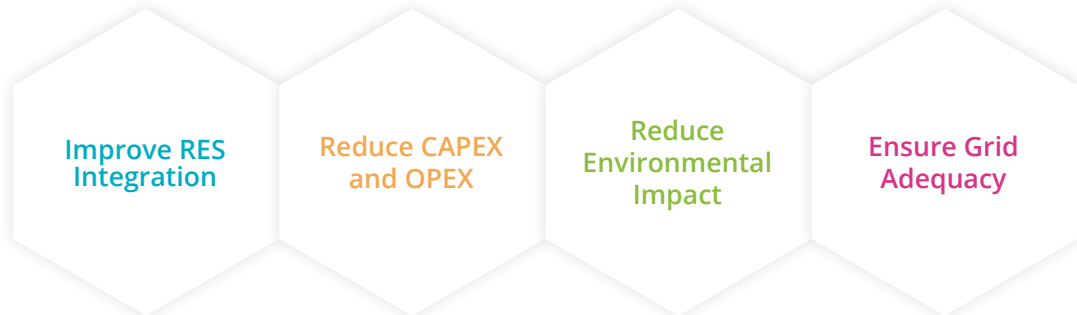 Improve RES
Integration
Reduce CAPEX
and OPEX
Reduce
Environmental
Impact
Ensure Grid
Adequacy